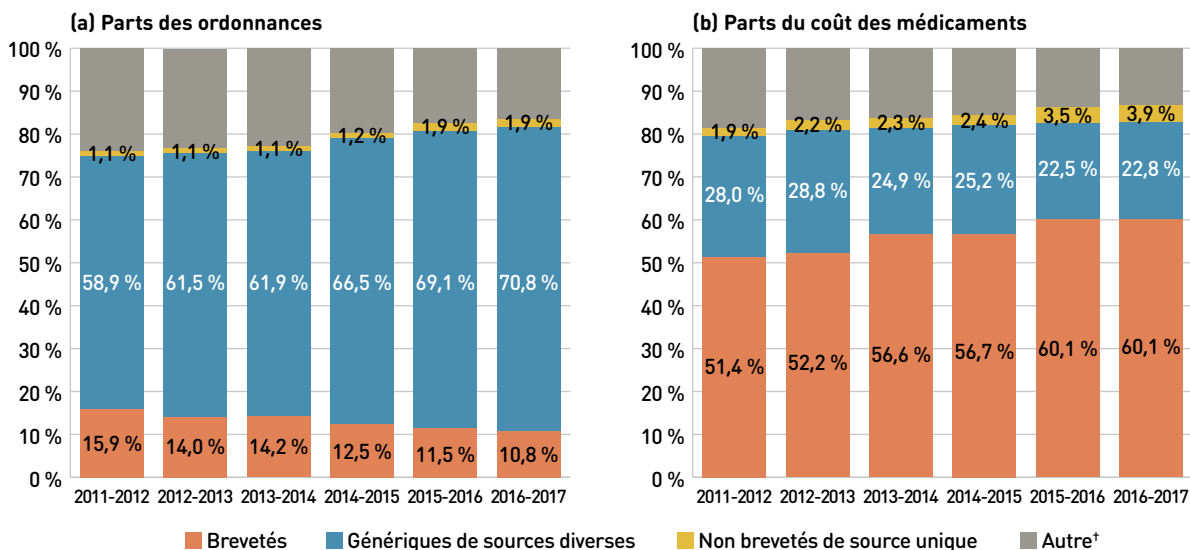 (a) Parts des ordonnances
100 %
90 %
80 %
70 %
60 %
50 %
40 %
30 %
20 %
10 %
0 %
1,1 % 1,1 % 1,1 % 1,2 % 1,9 % 1,9 %
58,9 % 61,5 % 61,9 % 66,5 % 69,1 % 70,8 %
15,9 % 14,0 % 14,2 % 12,5 % 11,5 % 10,8 %
2011-2012 2012-2013 2013-2014 2014-2015 2015-2016 2016-2017
(b) Parts du coût des médicaments
100 %
90 %
80 %
70 %
60 %
50 %
40 %
30 %
20 %
10 %
0 %
1,9 % 2,2 % 2,3 % 2,4 % 3,5 % 3,9 %
28,0 % 28,8 % 24,9 % 25,2 % 22,5 % 22,8 %
51,4 % 52,2 % 56,6 % 56,7 % 60,1 % 60,1 %
2011-2012 2012-2013 2013-2014 2014-2015 2015-2016 2016-2017
Brevetés Génériques de sources diverses Non brevetés de source unique Autre†